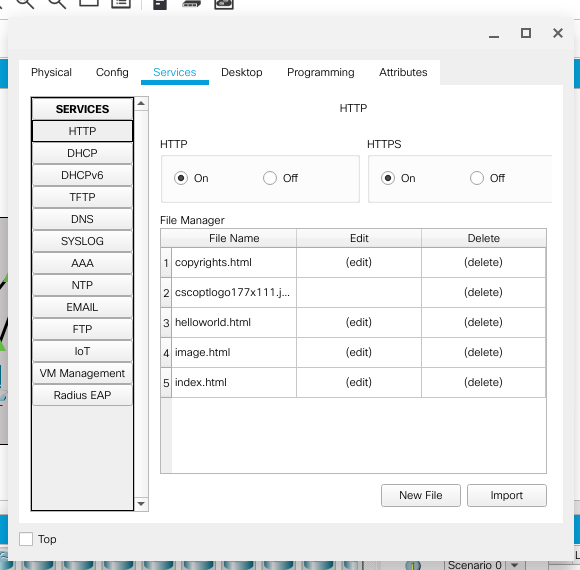 Physical Config Services Desktop Programming Attributes
SERVICES
HTTP
DHCP
DHCPv6
TFTP
DNS
SYSLOG
AAA
NTP
EMAIL
FTP
IoT
VM Management
Radius EAP
HTTP
HTTP HTTPS
On Off On Off
File Manager
File Name Edit Delete
1 copyrights.html (edit) (delete)
2 cscoptlogo177x111.j... (delete)
3 helloworld.html (edit) (delete)
4 image.html (edit) (delete)
5 index.html (edit) (delete)
New File Import
Top
1 Scenario 0